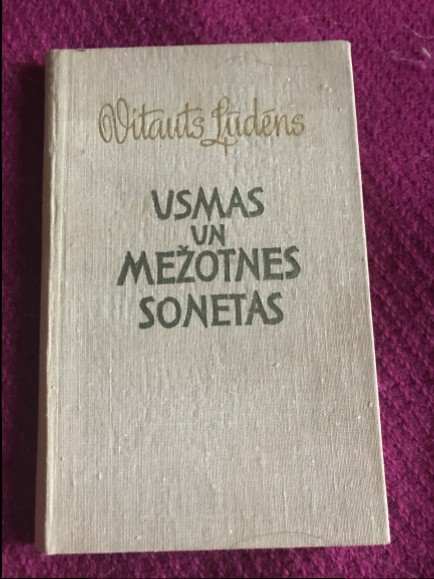 Vitauts Ļūdēns
USMAS
UN
MEŽOTNES
SONETAS